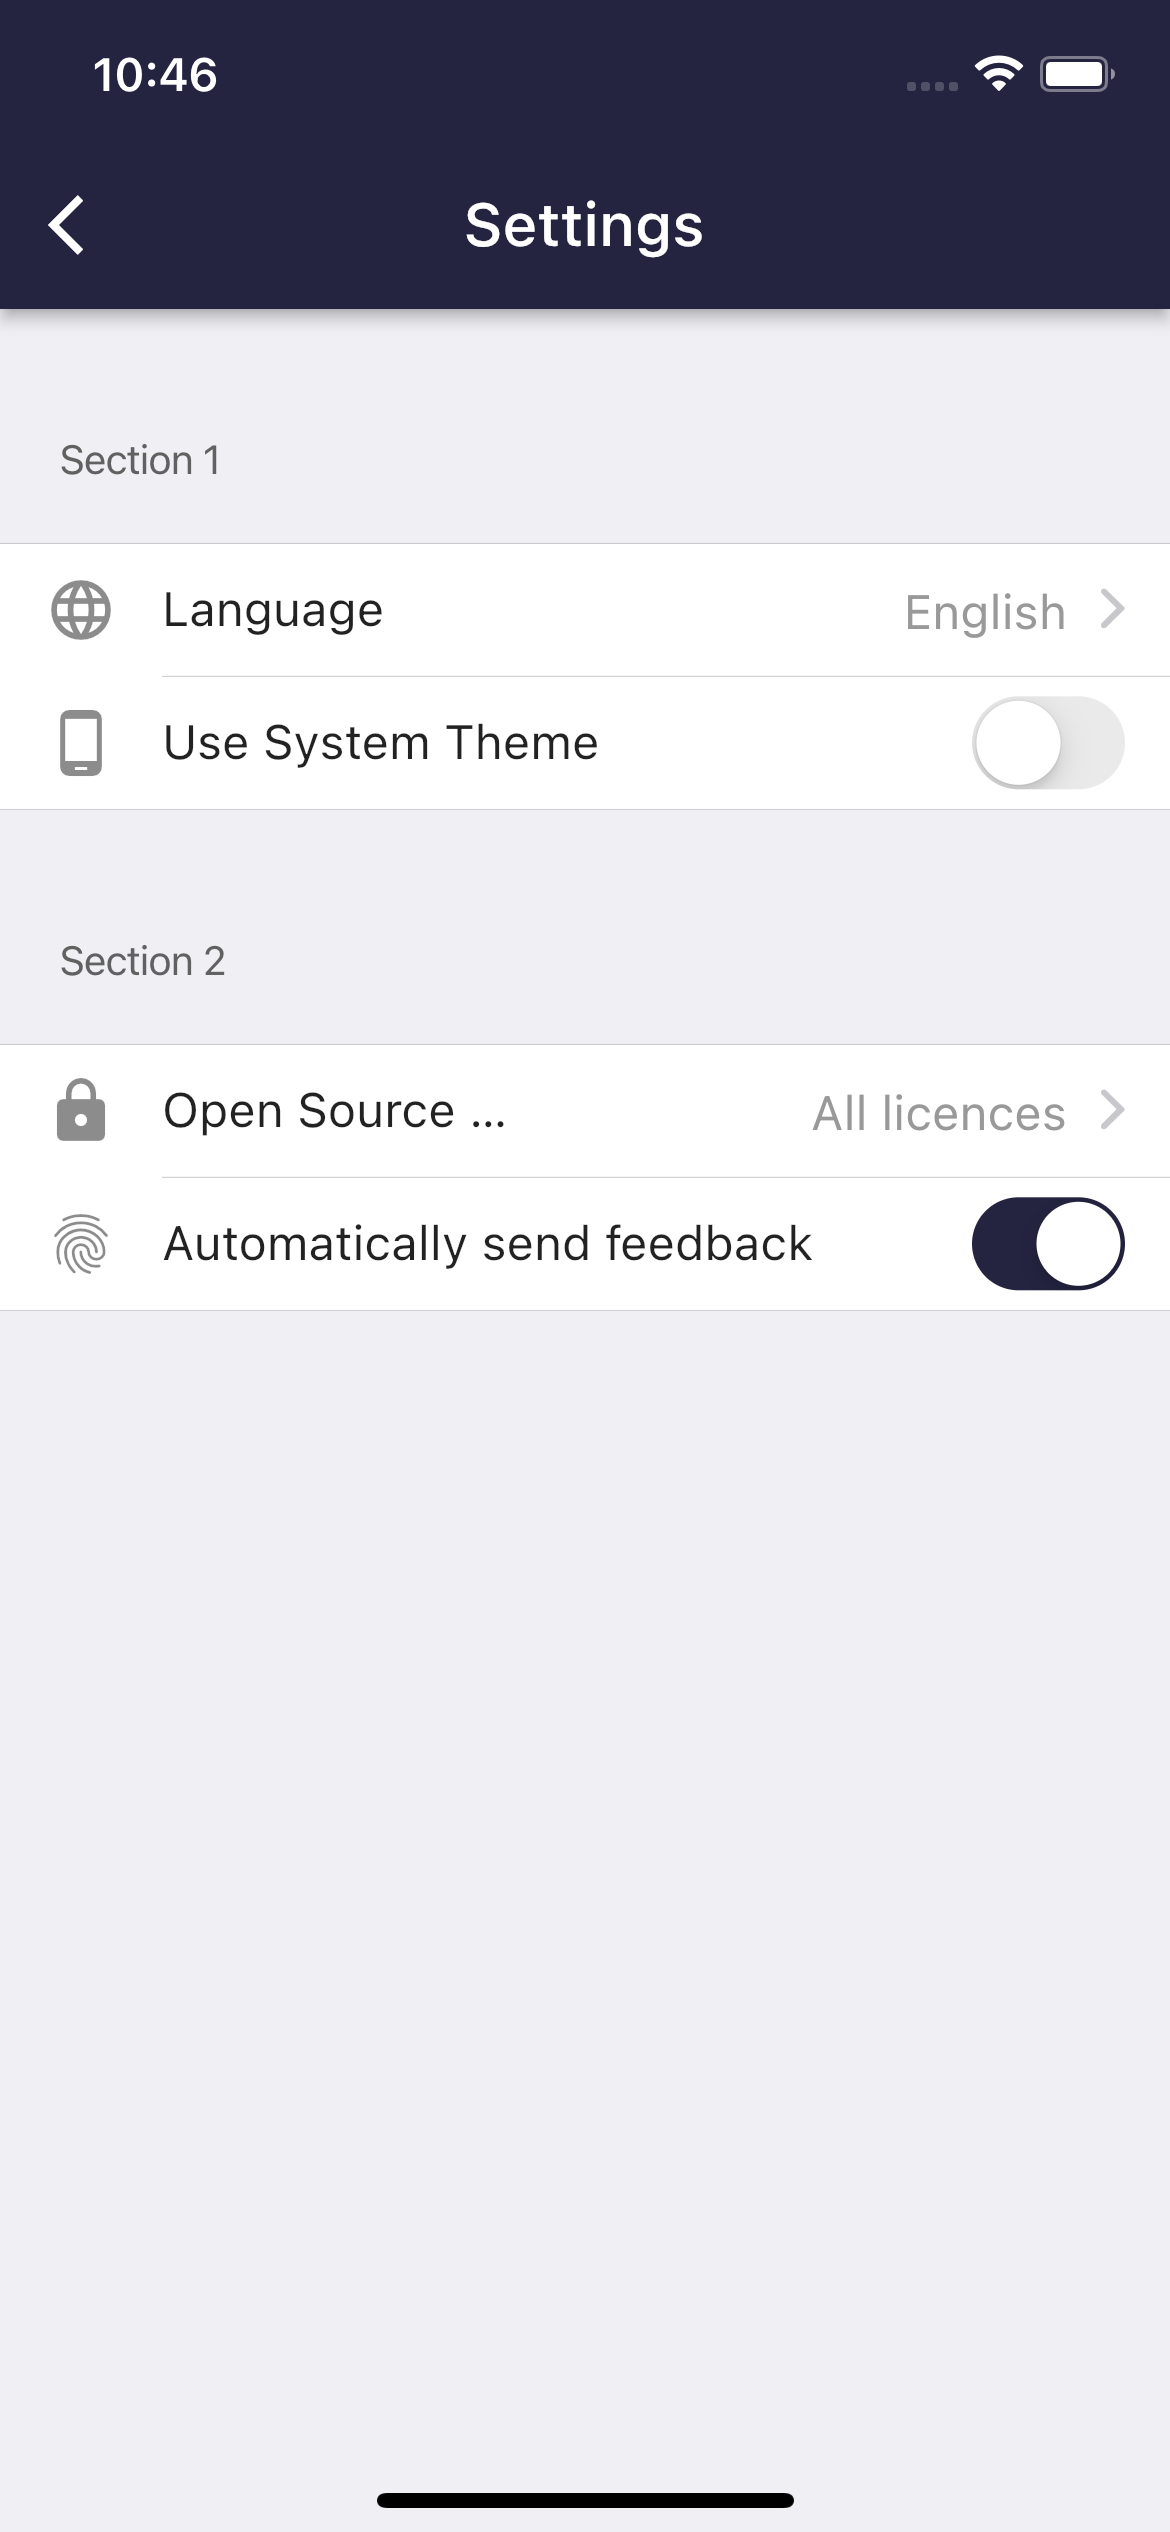 10:46
Settings
Section 1
Language English
Use System Theme
Section 2
Open Source ... All licences
Automatically send feedback